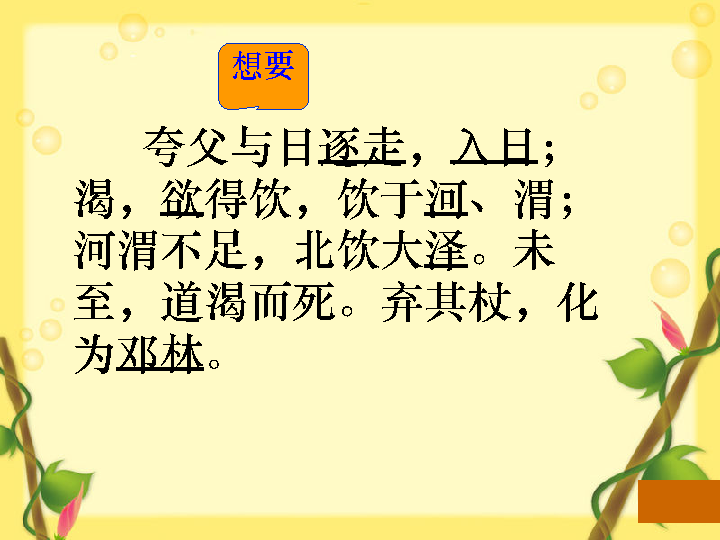 想要
夸父与日逐走，入日；
渴，欲得饮，饮于河、渭；
河渭不足，北饮大泽。未
至，道渴而死。弃其杖，化
为邓林。